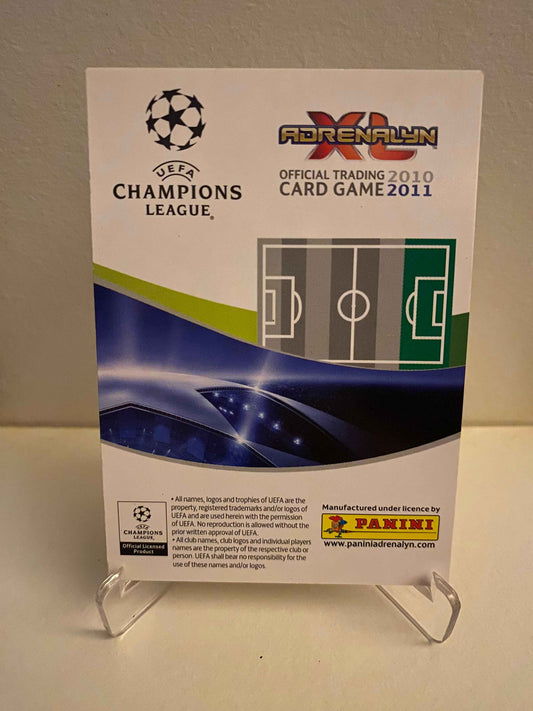 UEFA
CHAMPIONS
LEAGUE®
ADRENALYN
XL
OFFICIAL TRADING 2010
CARD GAME 2011
UEFA
CHAMPIONS
LEAGUE
Official Licensed
Product
• All names, logos and trophies of UEFA are the
property, registered trademarks and/or logos of
UEFA and are used herein with the permission
of UEFA. No reproduction is allowed without the
prior written approval of UEFA.
• All club names, club logos and individual players
names are the property of the respective club or
person. UEFA shall bear no responsibility for the
use of these names and/or logos.
Manufactured under licence by
PANINI
www.paniniadrenalyn.com